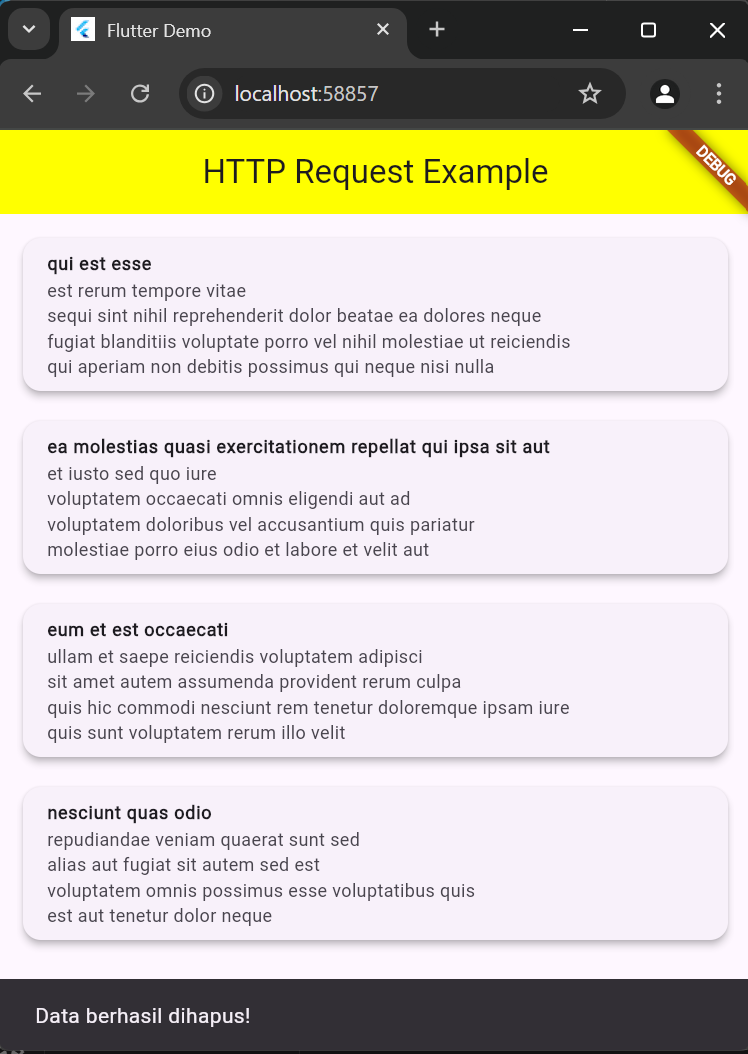 Flutter Demo
localhost:58857
HTTP Request Example
DEBUG
qui est esse
est rerum tempore vitae
sequi sint nihil reprehenderit dolor beatae ea dolores neque
fugiat blanditiis voluptate porro vel nihil molestiae ut reiciendis
qui aperiam non debitis possimus qui neque nisi nulla
ea molestias quasi exercitationem repellat qui ipsa sit aut
et iusto sed quo iure
voluptatem occaecati omnis eligendi aut ad
voluptatem doloribus vel accusantium quis pariatur
molestiae porro eius odio et labore et velit aut
eum et est occaecati
ullam et saepe reiciendis voluptatem adipisci
sit amet autem assumenda provident rerum culpa
quis hic commodi nesciunt rem tenetur doloremque ipsam iure
quis sunt voluptatem rerum illo velit
nesciunt quas odio
repudiandae veniam quaerat sunt sed
alias aut fugiat sit autem sed est
voluptatem omnis possimus esse voluptatibus quis
est aut tenetur dolor neque
Data berhasil dihapus!